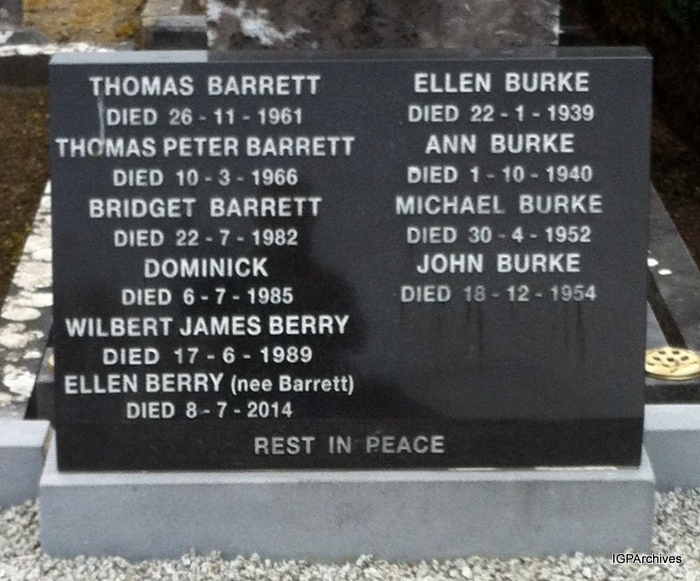 THOMAS BARRETT
DIED 26 - 11 - 1961
THOMAS PETER BARRETT
DIED 10 - 3 - 1966
BRIDGET BARRETT
DIED 22 - 7 - 1982
DOMINICK
DIED 6 - 7 - 1985
WILBERT JAMES BERRY
DIED 17 - 6 - 1989
ELLEN BERRY (nee Barrett)
DIED 8 - 7 - 2014
ELLEN BURKE
DIED 22 - 1 - 1939
ANN BURKE
DIED 1 - 10 - 1940
MICHAEL BURKE
DIED 30 - 4 - 1952
JOHN BURKE
DIED 18 - 12 - 1954
REST IN PEACE
IGPArchives